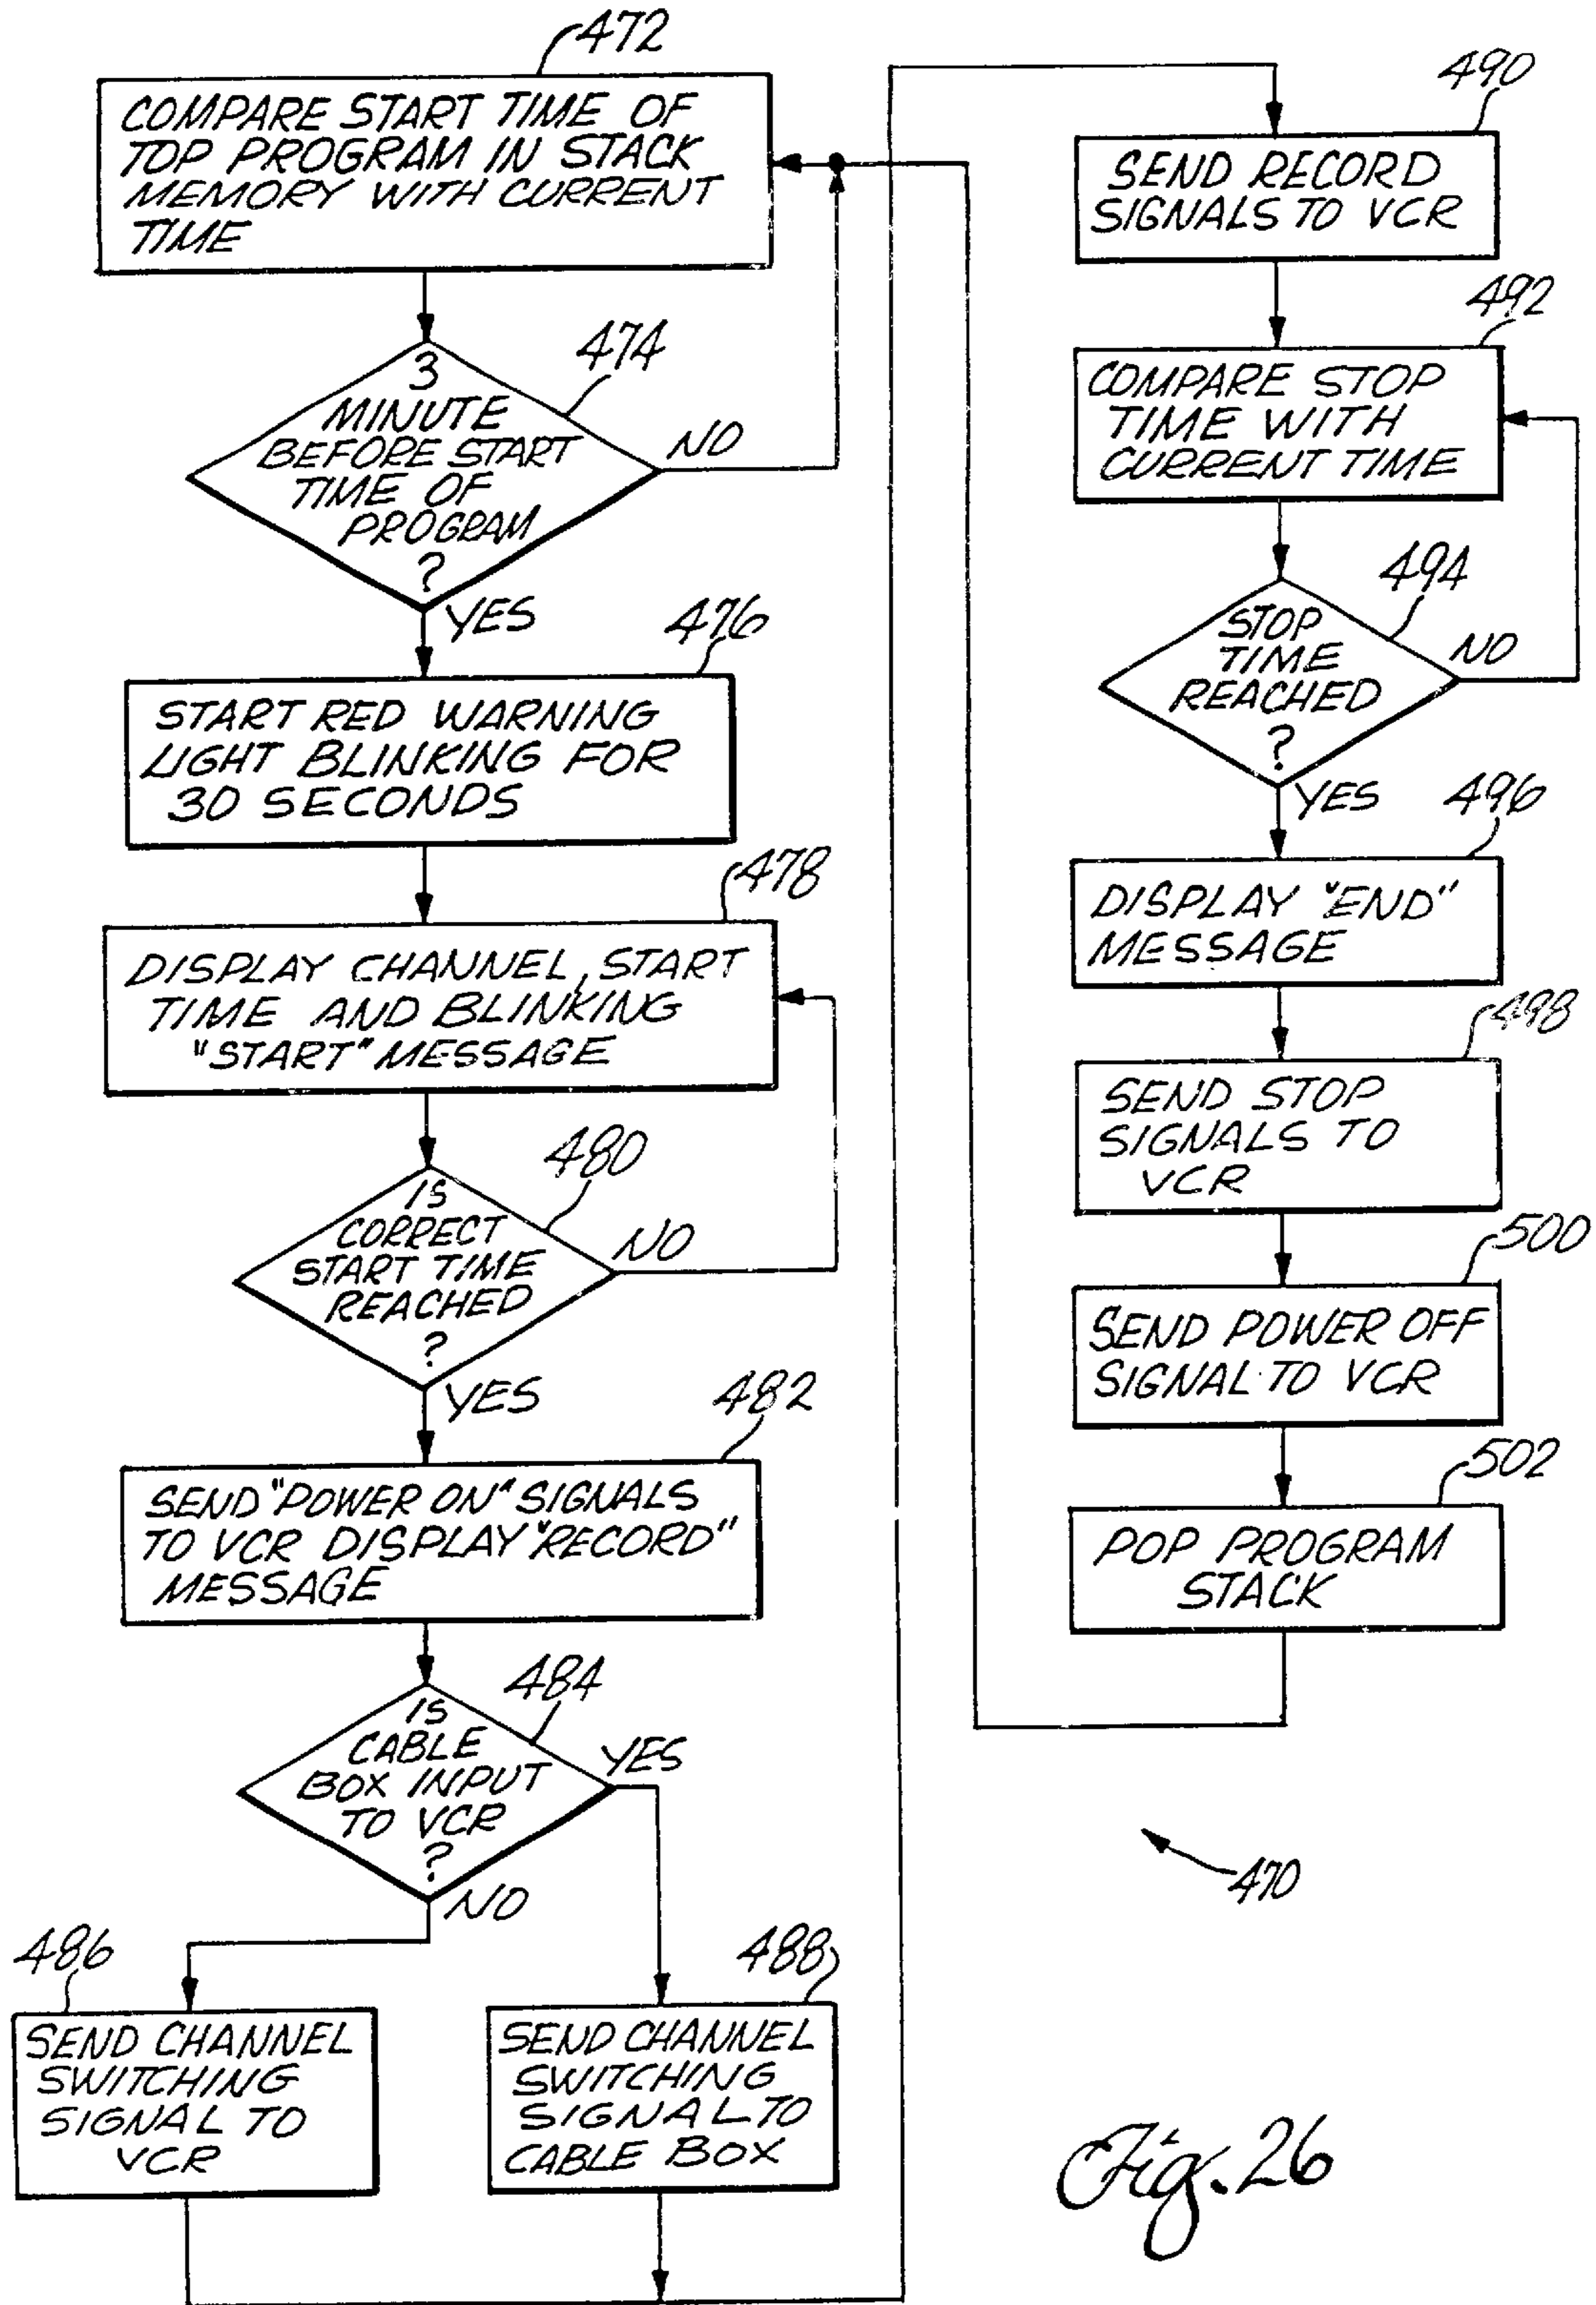 472
COMPARE START TIME OF
TOP PROGRAM IN STACK
MEMORY WITH CURRENT
TIME
474
3
MINUTE
BEFORE START
TIME OF
PROGRAM
?
NO
YES
476
START RED WARNING
LIGHT BLINKING FOR
30 SECONDS
478
DISPLAY CHANNEL, START
TIME AND BLINKING
"START" MESSAGE
480
IS
CORRECT
START TIME
REACHED
?
NO
YES
482
SEND "POWER ON" SIGNALS
TO VCR DISPLAY "RECORD"
MESSAGE
484
IS
CABLE
BOX INPUT
TO VCR
?
YES
NO
486
SEND CHANNEL
SWITCHING
SIGNAL TO
VCR
488
SEND CHANNEL
SWITCHING
SIGNAL TO
CABLE BOX
490
SEND RECORD
SIGNALS TO VCR
492
COMPARE STOP
TIME WITH
CURRENT TIME
494
STOP
TIME
REACHED
?
NO
YES
496
DISPLAY "END"
MESSAGE
498
SEND STOP
SIGNALS TO
VCR
500
SEND POWER OFF
SIGNAL TO VCR
502
POP PROGRAM
STACK
470
Fig. 26